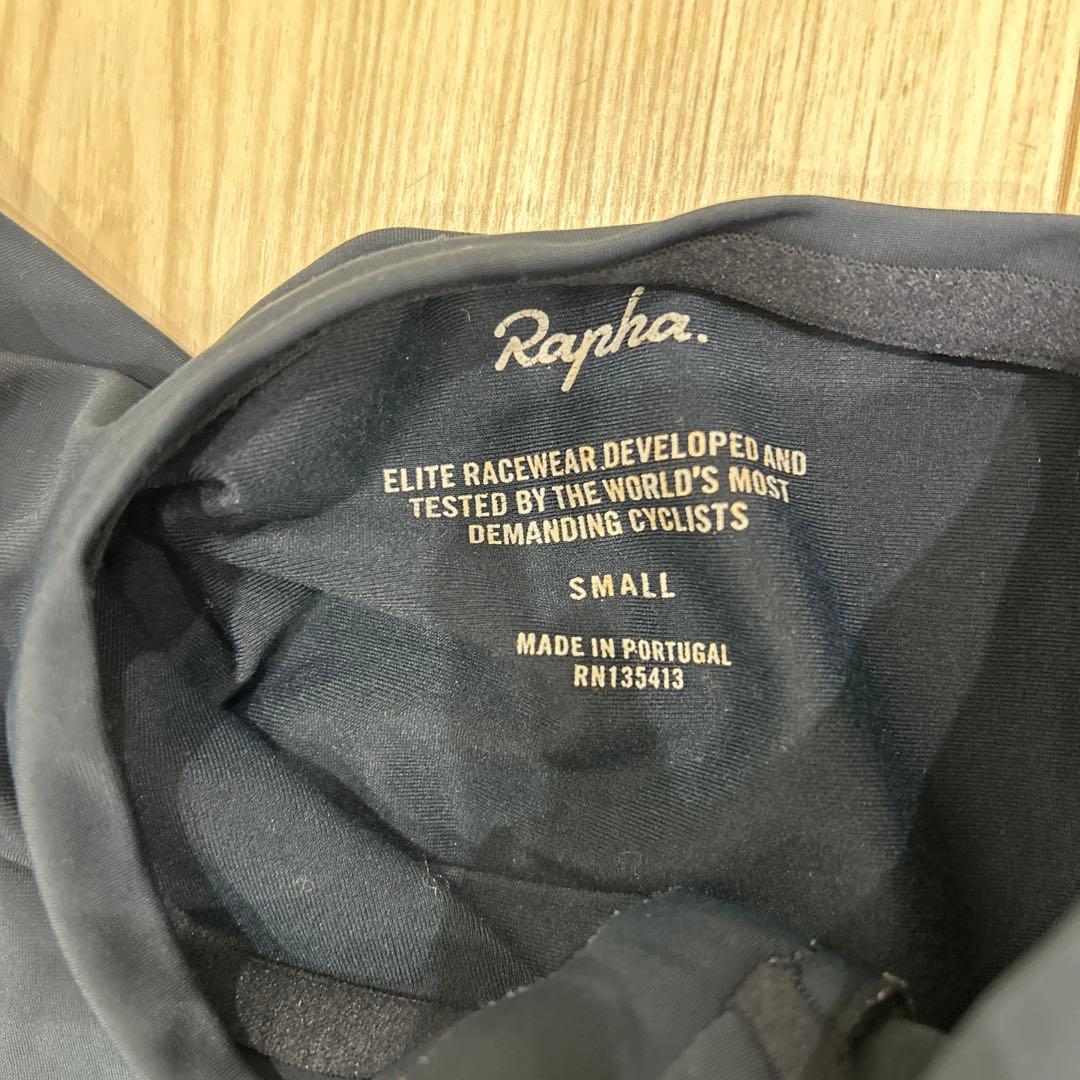 Rapha.
ELITE RACEWEAR DEVELOPED AND
TESTED BY THE WORLD'S MOST
DEMANDING CYCLISTS
SMALL
MADE IN PORTUGAL
RN135413